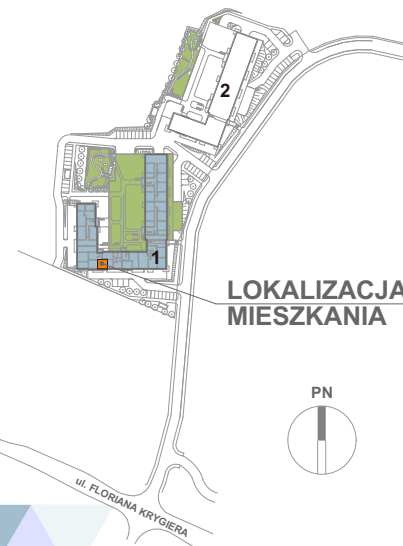 2
1
LOKALIZACJA
MIESZKANIA
PN
ul. FLORIANA KRYGIERA